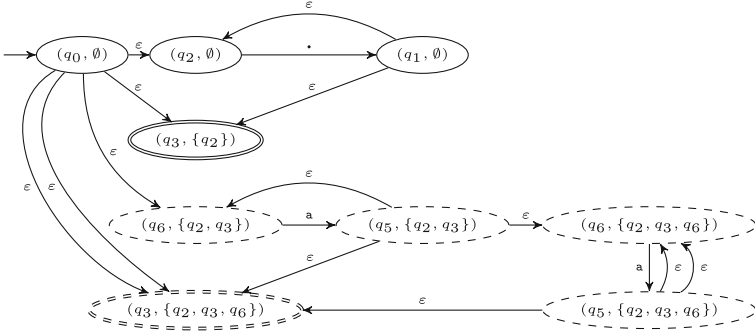 ε
(q₀, ∅) ε (q₂, ∅) · (q₁, ∅)
ε ε
(q₃, {q₂})
ε
ε
ε ε
(q₆, {q₂, q₃}) a (q₅, {q₂, q₃}) ε (q₆, {q₂, q₃, q₆})
ε a ε ε
(q₃, {q₂, q₃, q₆}) ε (q₅, {q₂, q₃, q₆})